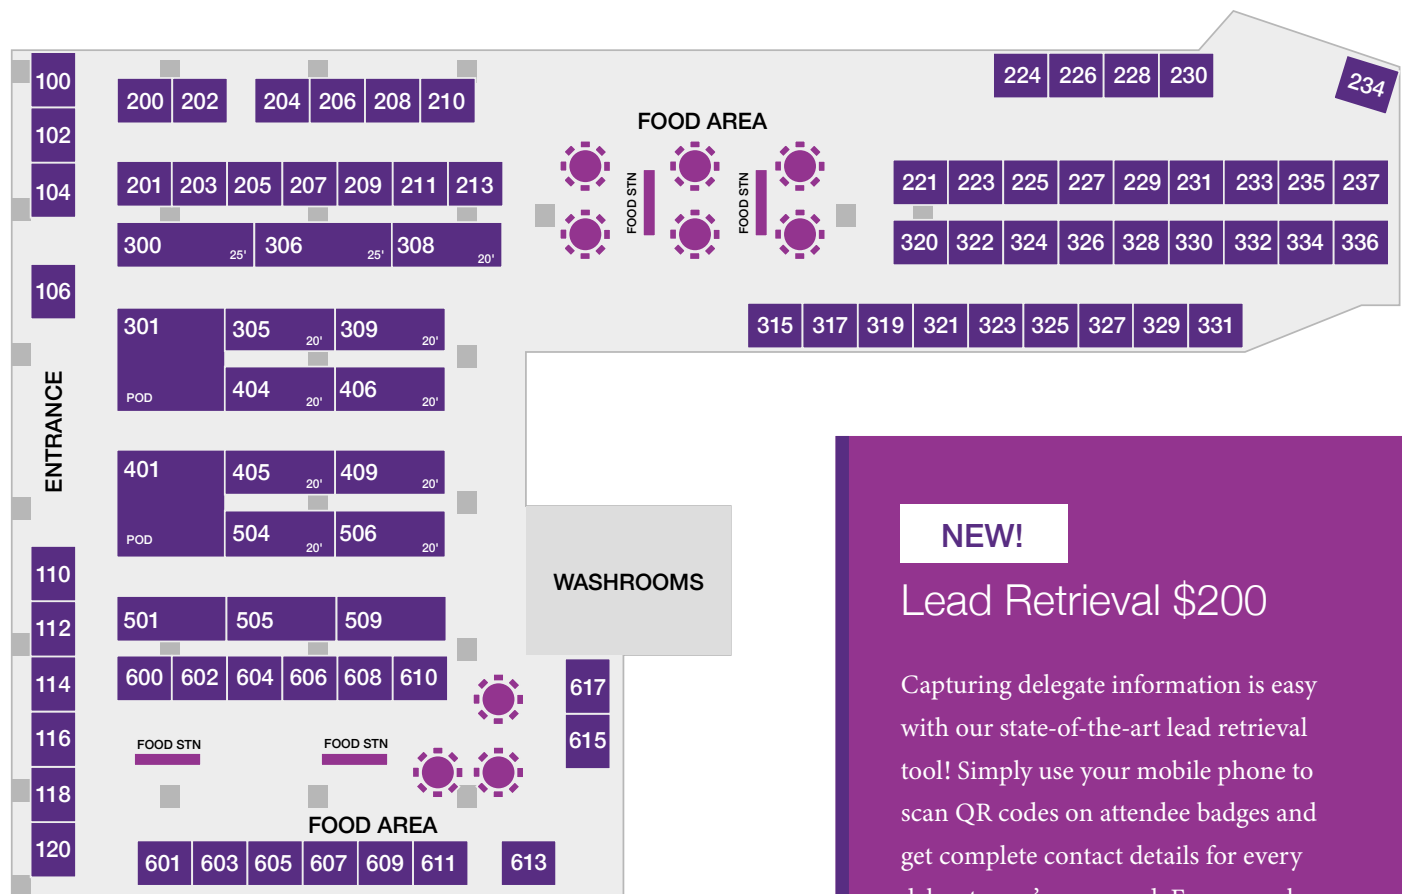 100
102
104
106
ENTRANCE
110
112
114
116
118
120
200 202 204 206 208 210
201 203 205 207 209 211 213
300 25' 306 25' 308 20'
301 POD
305 20' 309 20'
404 20' 406 20'
401 POD
405 20' 409 20'
504 20' 506 20'
501 505 509
600 602 604 606 608 610
FOOD STN FOOD STN
FOOD AREA
601 603 605 607 609 611 613
617
615
WASHROOMS
FOOD AREA
FOOD STN
FOOD STN
224 226 228 230
234
221 223 225 227 229 231 233 235 237
320 322 324 326 328 330 332 334 336
315 317 319 321 323 325 327 329 331
NEW!
Lead Retrieval $200
Capturing delegate information is easy
with our state-of-the-art lead retrieval
tool! Simply use your mobile phone to
scan QR codes on attendee badges and
get complete contact details for every